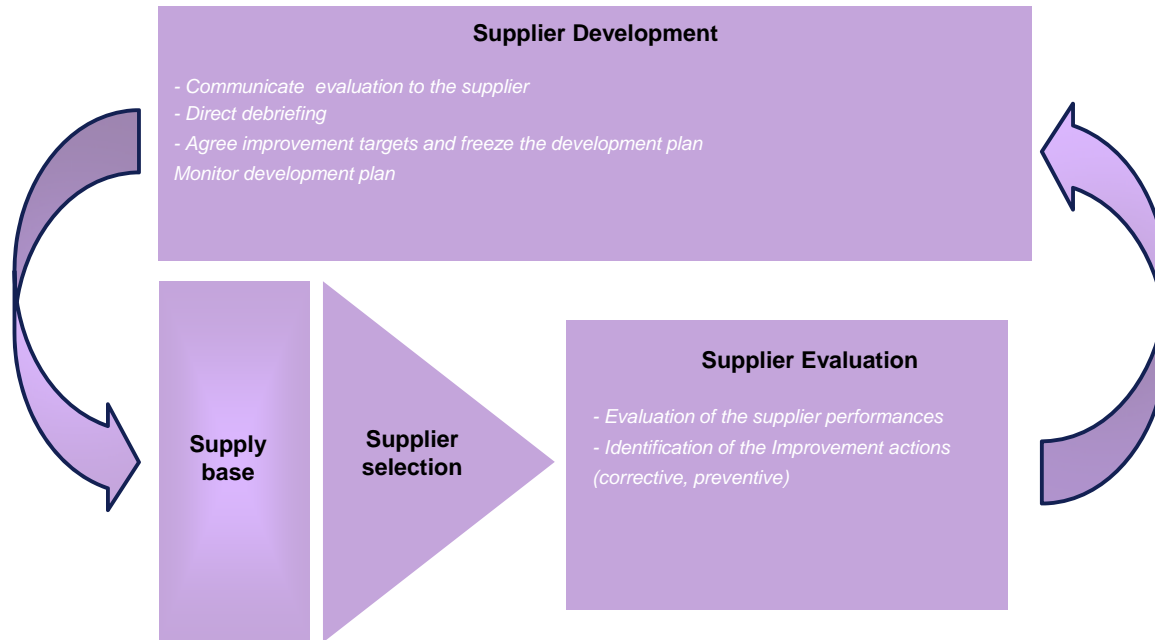 Supplier Development
- Communicate  evaluation to the supplier
- Direct debriefing
- Agree improvement targets and freeze the development plan
Monitor development plan
Supply
base
Supplier
selection
Supplier Evaluation
- Evaluation of the supplier performances
- Identification of the Improvement actions
(corrective, preventive)